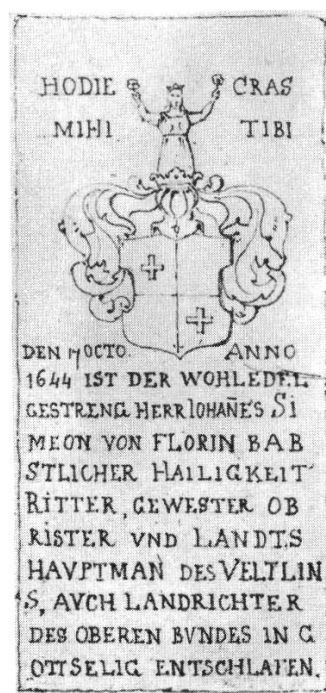 HODIE CRAS
MIHI TIBI
DEN 17 OCTO. ANNO
1644 IST DER WOHLEDEL
GESTRENG HERR IOHAÑES SI
MEON VON FLORIN BAB
STLICHER HAILIGKEIT
RITTER, GEWESTER OB
RISTER VND LANDTS
HAVPTMAN DES VELTLIN
S, AVCH LANDRICHTER
DES OBEREN BVNDES IN G
OTTSELIG ENTSCHLAFEN.